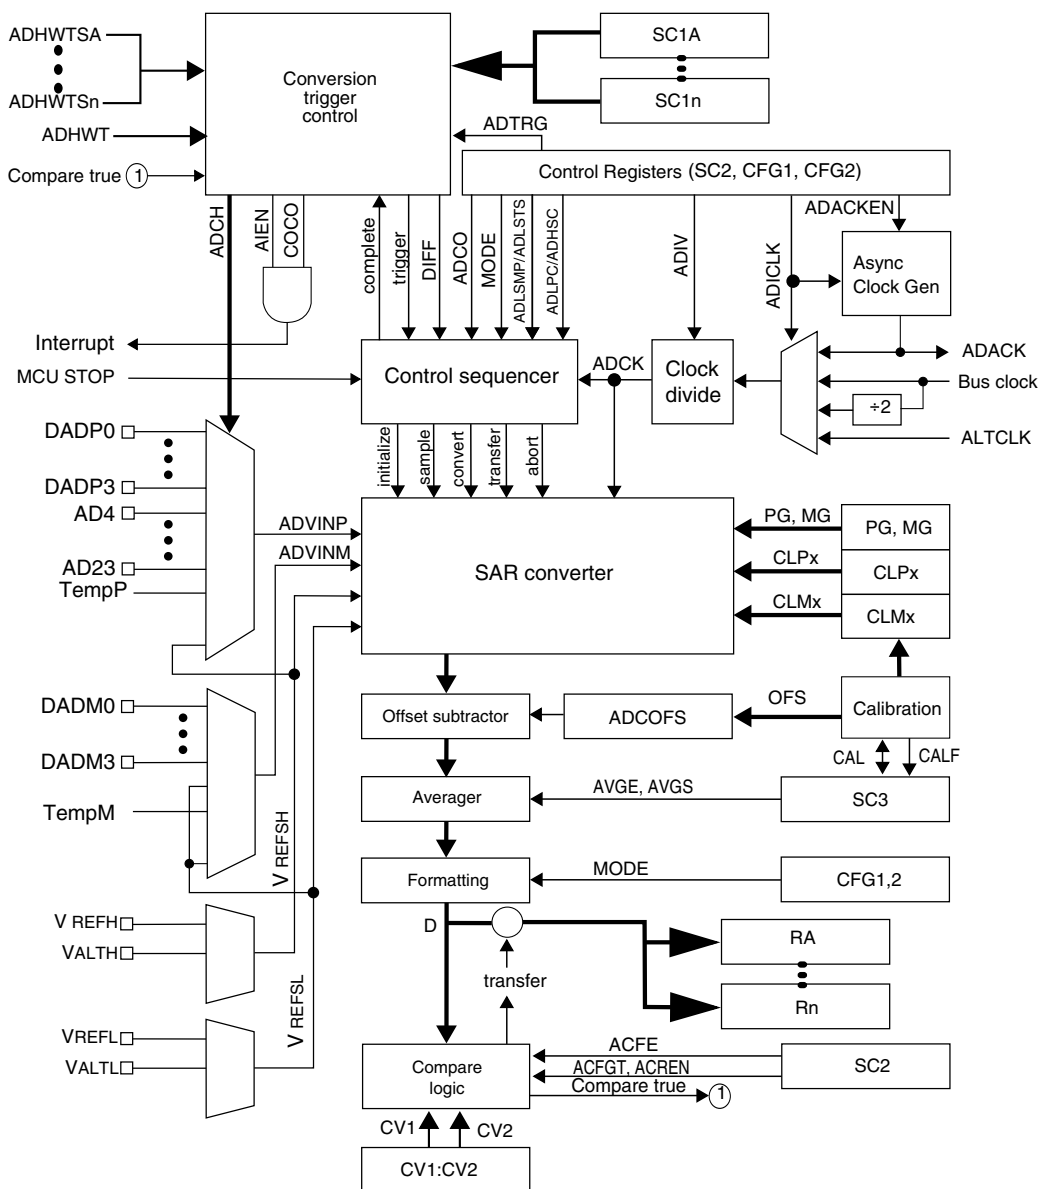 ADHWTSA
ADHWTSn
ADHWT
Compare true 1
Conversion
trigger
control
SC1A
SC1n
ADTRG
Control Registers (SC2, CFG1, CFG2)
ADCH
AIEN
COCO
complete
trigger
DIFF
ADCO
MODE
ADLSMP/ADLSTS
ADLPC/ADHSC
ADIV
ADICLK
ADACKEN
Async
Clock Gen
Interrupt
MCU STOP
Control sequencer
ADCK
Clock
divide
ADACK
Bus clock
÷2
ALTCLK
DADP0
DADP3
AD4
AD23
TempP
initialize
sample
convert
transfer
abort
ADVINP
ADVINM
SAR converter
PG, MG
PG, MG
CLPx
CLPx
CLMx
CLMx
DADM0
DADM3
TempM
Offset subtractor
ADCOFS
OFS
Calibration
CAL
CALF
Averager
AVGE, AVGS
SC3
Formatting
MODE
CFG1,2
V REFSH
V REFH
VALTH
D
RA
Rn
transfer
V REFSL
VREFL
VALTL
Compare
logic
ACFE
ACFGT, ACREN
Compare true
1
SC2
CV1
CV2
CV1:CV2